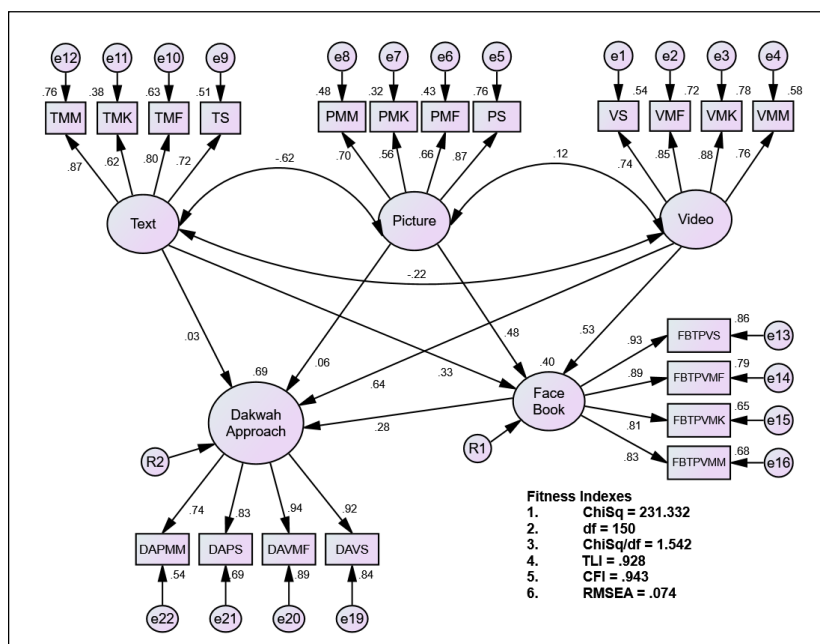 e12 e11 e10 e9 e8 e7 e6 e5 e1 e2 e3 e4
.76 .38 .63 .51 .48 .32 .43 .76 .54 .72 .78 .58
TMM TMK TMF TS PMM PMK PMF PS VS VMF VMK VMM
.87 .62 .80 .72 .70 .56 .66 .87 .74 .85 .88 .76
-.62 .12
Text Picture Video
-.22
.03 .06 .48 .53
.64 .33
.28
.69
Dakwah
Approach
R2
.40
Face
Book
R1
.93 FBTPVS .86 e13
.89 FBTPVMF .79 e14
.81 FBTPVMK .65 e15
.83 FBTPVMM .68 e16
.74 .83 .94 .92
DAPMM DAPS DAVMF DAVS
.54 .69 .89 .84
e22 e21 e20 e19
Fitness Indexes
1. ChiSq = 231.332
2. df = 150
3. ChiSq/df = 1.542
4. TLI = .928
5. CFI = .943
6. RMSEA = .074